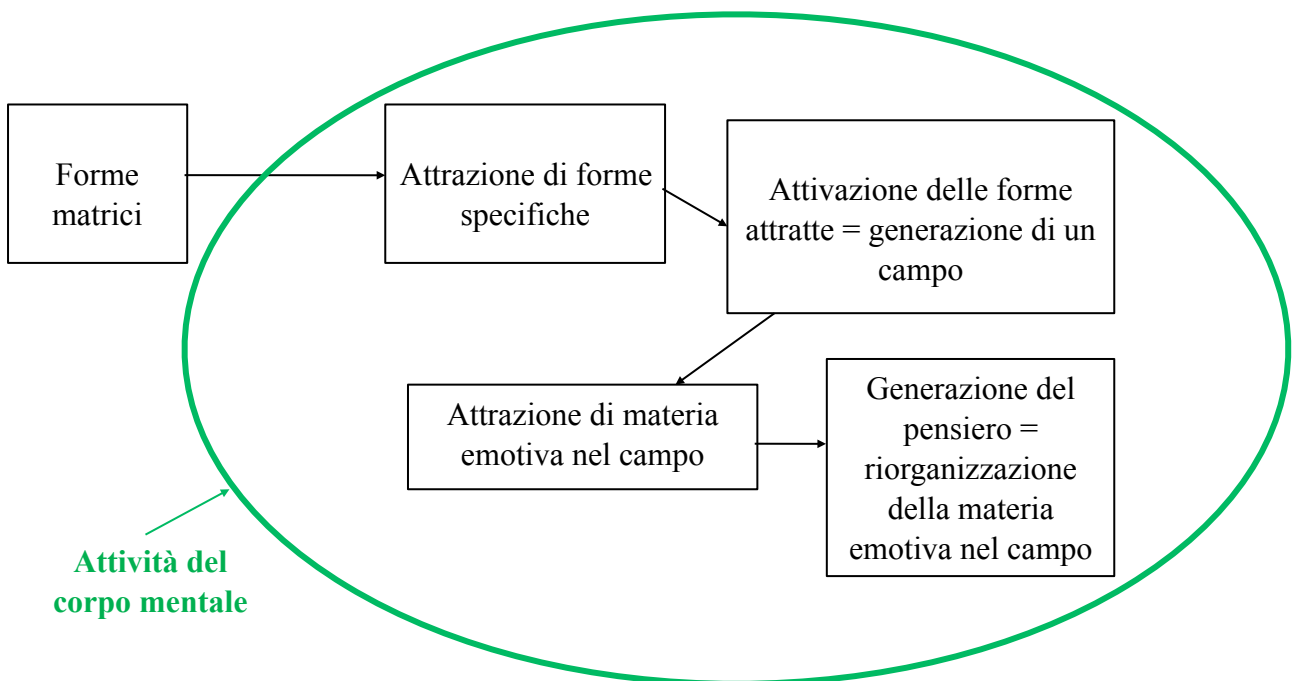 Forme
matrici
Attrazione di forme
specifiche
Attivazione delle forme
attratte = generazione di un
campo
Attrazione di materia
emotiva nel campo
Generazione del
pensiero =
riorganizzazione
della materia
emotiva nel campo
Attività del
corpo mentale